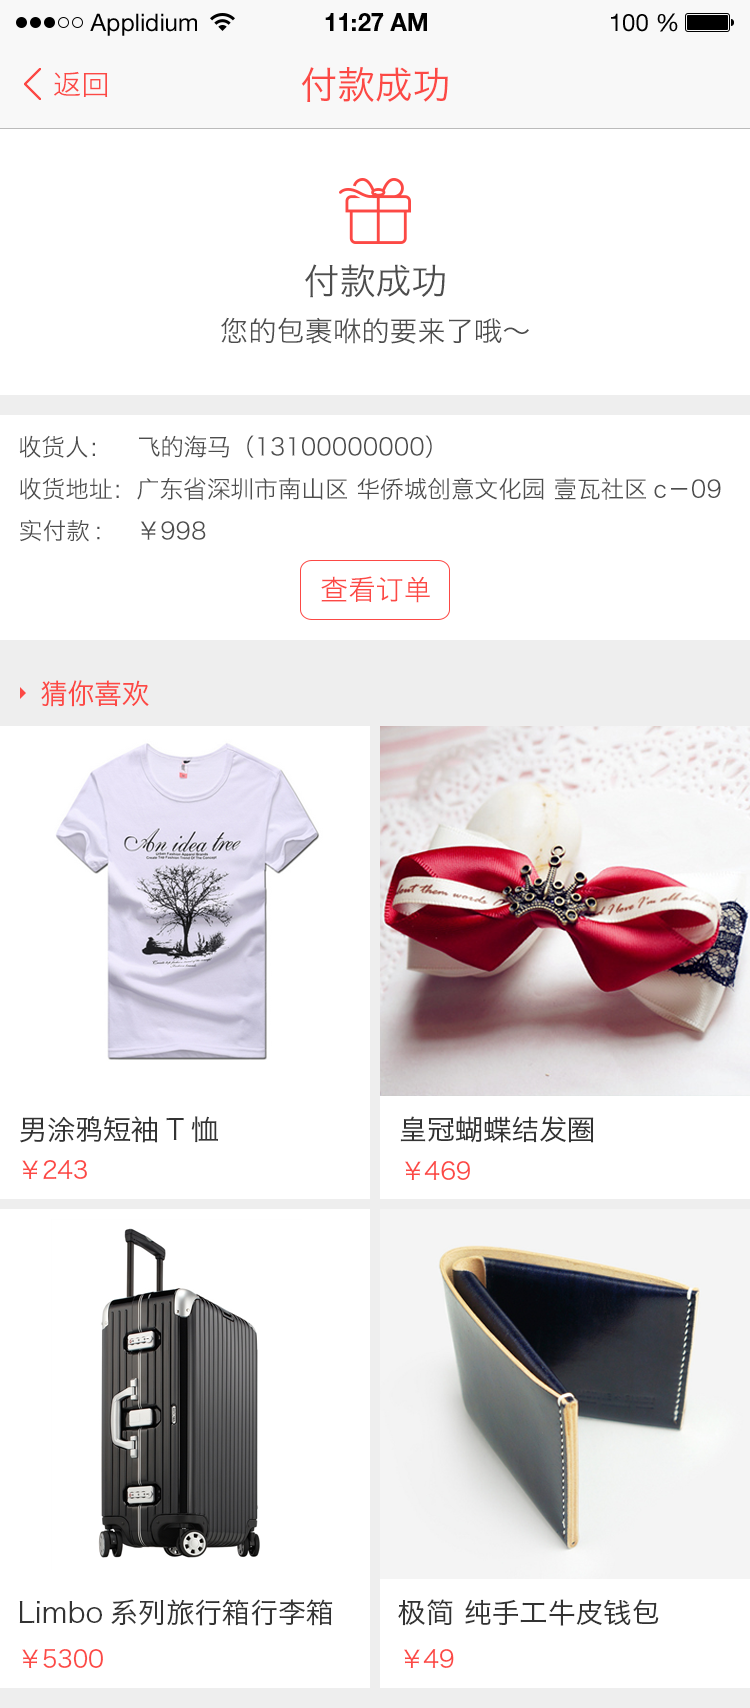 Applidium 11:27 AM 100 %
返回 付款成功
付款成功
您的包裹咻的要来了哦～
收货人： 飞的海马（13100000000）
收货地址： 广东省深圳市南山区 华侨城创意文化园 壹瓦社区 c－09
实付款： ￥998
查看订单
猜你喜欢
An idea tree
男涂鸦短袖 T 恤
￥243
皇冠蝴蝶结发圈
￥469
Limbo 系列旅行箱行李箱
￥5300
极简 纯手工牛皮钱包
￥49